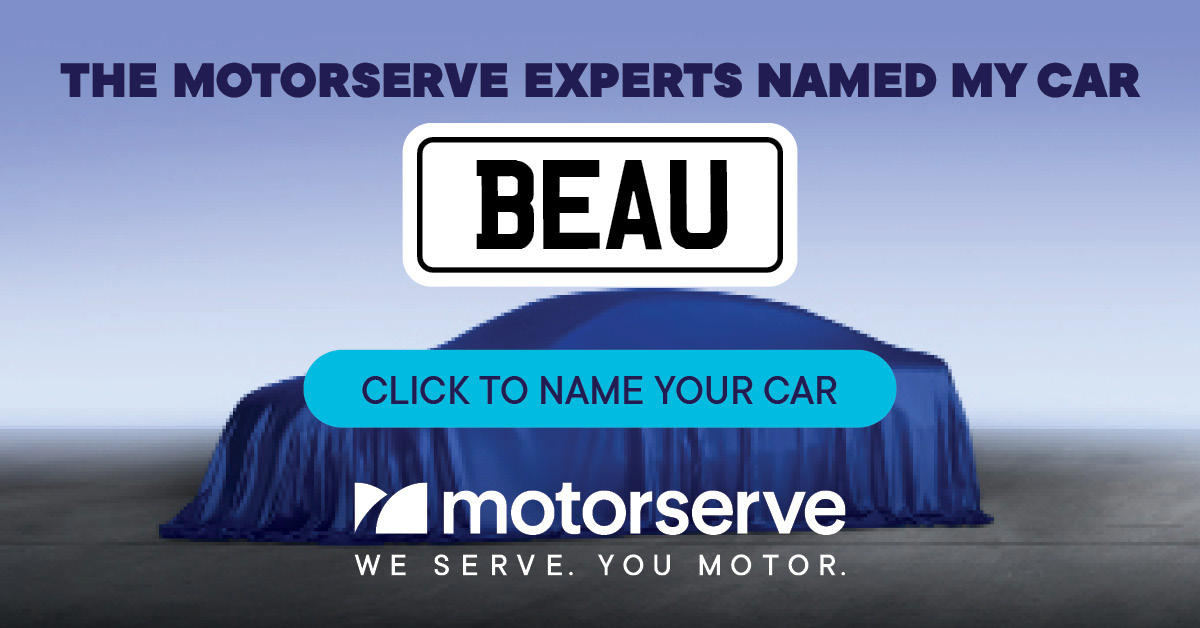 THE MOTORSERVE EXPERTS NAMED MY CAR
BEAU
CLICK TO NAME YOUR CAR
motorserve
WE SERVE. YOU MOTOR.